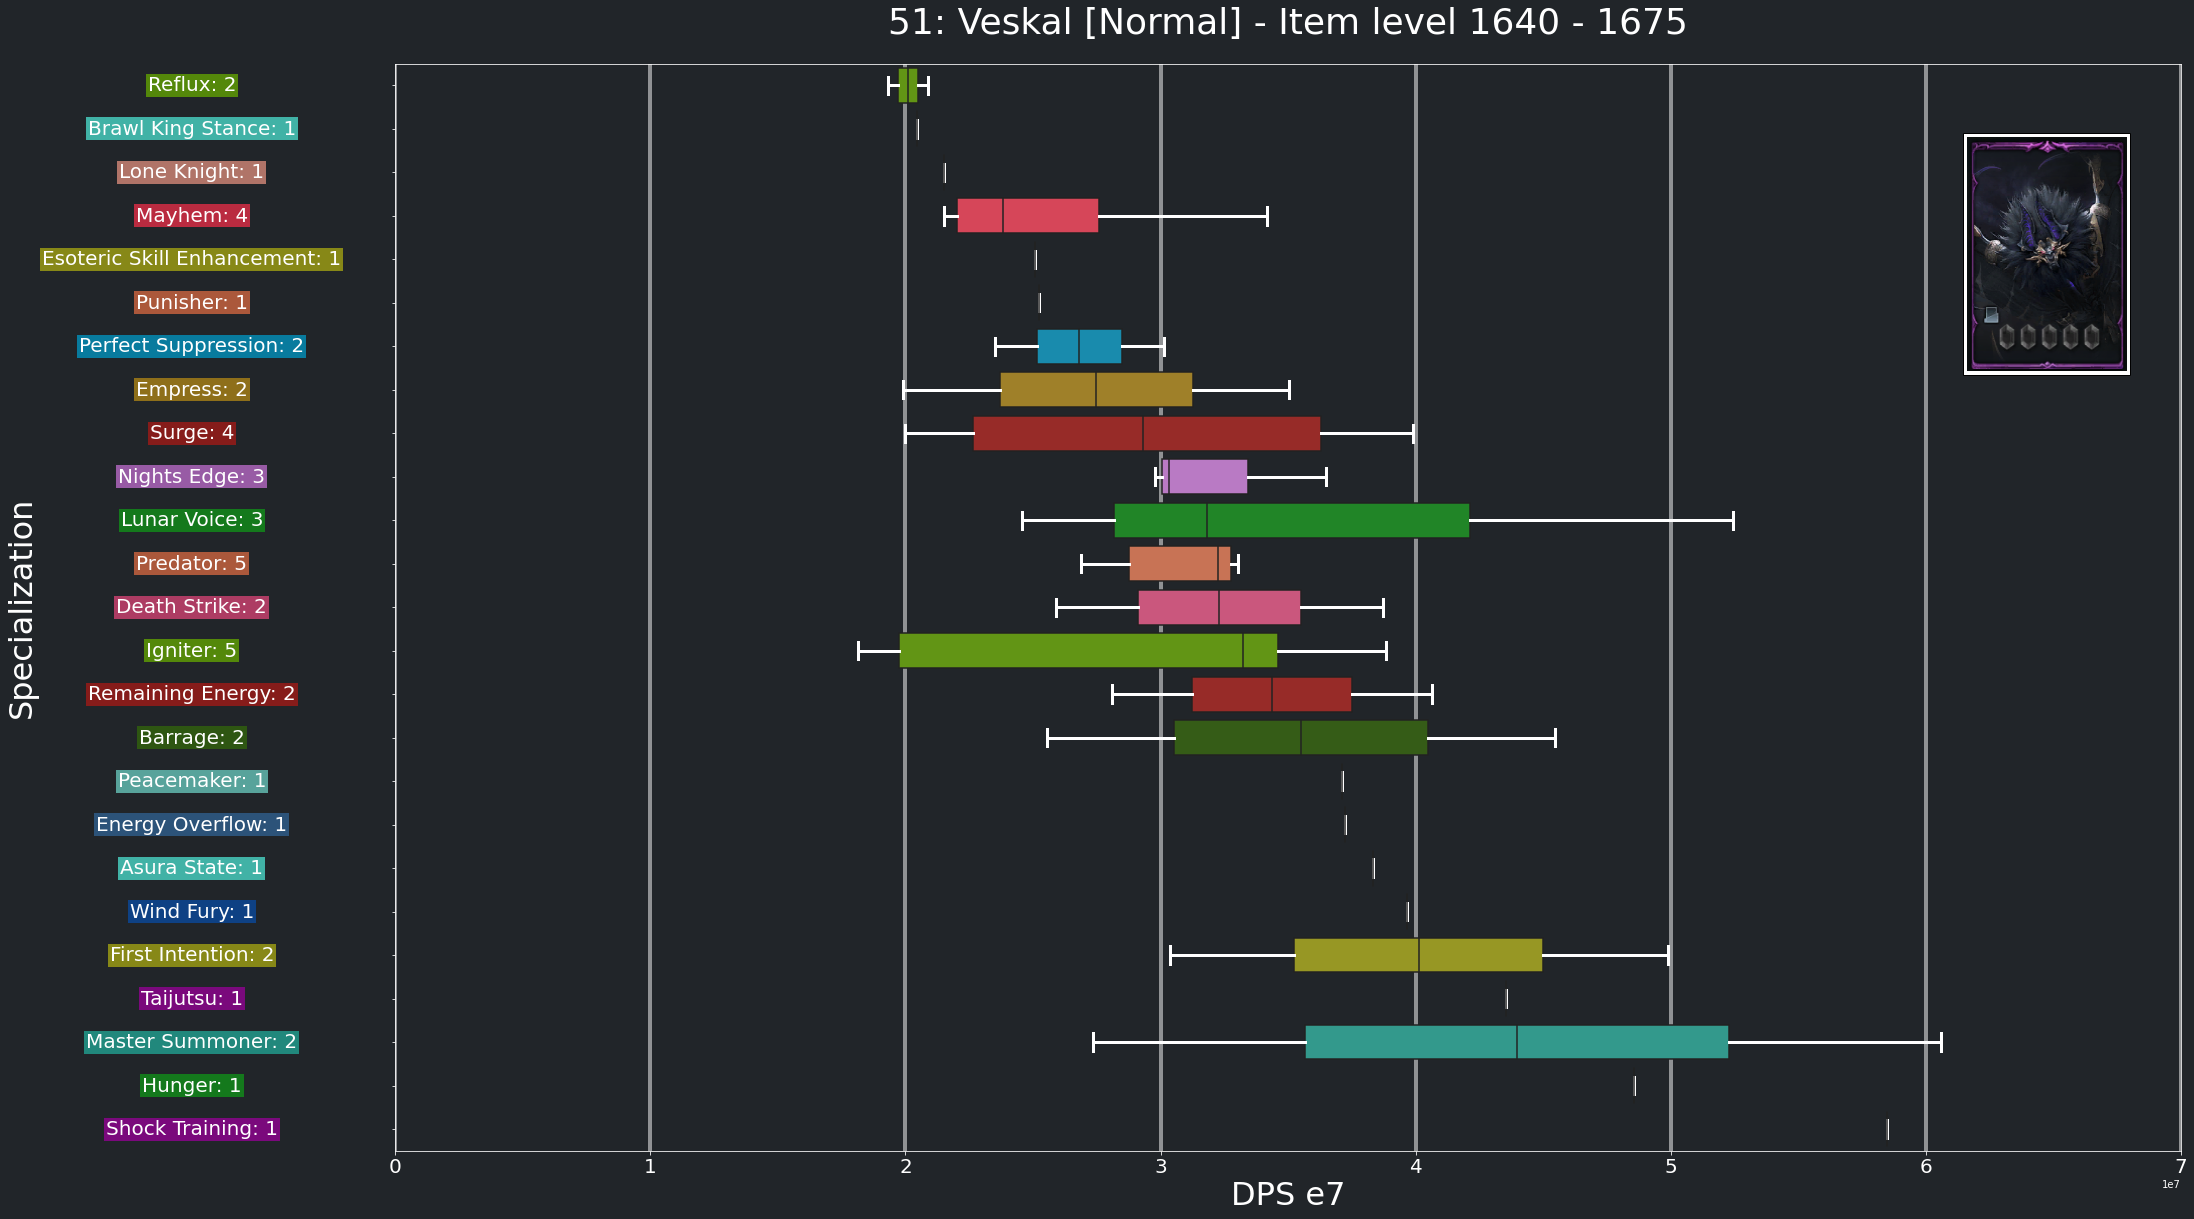 51: Veskal [Normal] - Item level 1640 - 1675
Reflux: 2
Brawl King Stance: 1
Lone Knight: 1
Mayhem: 4
Esoteric Skill Enhancement: 1
Punisher: 1
Perfect Suppression: 2
Empress: 2
Surge: 4
Nights Edge: 3
Lunar Voice: 3
Predator: 5
Death Strike: 2
Igniter: 5
Remaining Energy: 2
Barrage: 2
Peacemaker: 1
Energy Overflow: 1
Asura State: 1
Wind Fury: 1
First Intention: 2
Taijutsu: 1
Master Summoner: 2
Hunger: 1
Shock Training: 1
Specialization
0 1 2 3 4 5 6 7
1e7
DPS e7